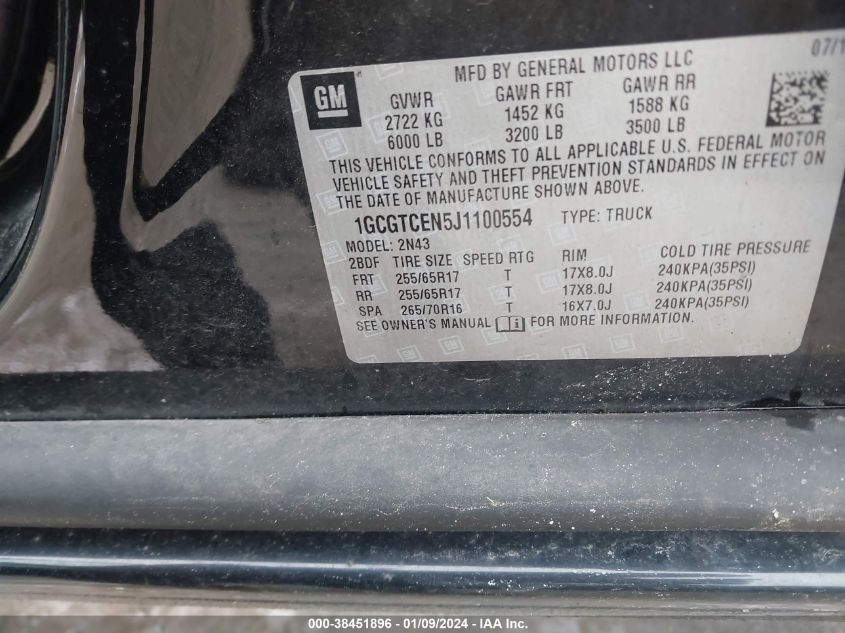 07/1
MFD BY GENERAL MOTORS LLC
GM
GVWR GAWR FRT GAWR RR
2722 KG 1452 KG 1588 KG
6000 LB 3200 LB 3500 LB
THIS VEHICLE CONFORMS TO ALL APPLICABLE U.S. FEDERAL MOTOR
VEHICLE SAFETY AND THEFT PREVENTION STANDARDS IN EFFECT ON
THE DATE OF MANUFACTURE SHOWN ABOVE.
1GCGTCEN5J1100554 TYPE: TRUCK
MODEL: 2N43
2BDF TIRE SIZE SPEED RTG RIM COLD TIRE PRESSURE
FRT 255/65R17 T 17X8.0J 240KPA(35PSI)
RR 255/65R17 T 17X8.0J 240KPA(35PSI)
SPA 265/70R16 T 16X7.0J 240KPA(35PSI)
SEE OWNER'S MANUAL FOR MORE INFORMATION.
000-38451896 - 01/09/2024 - IAA Inc.